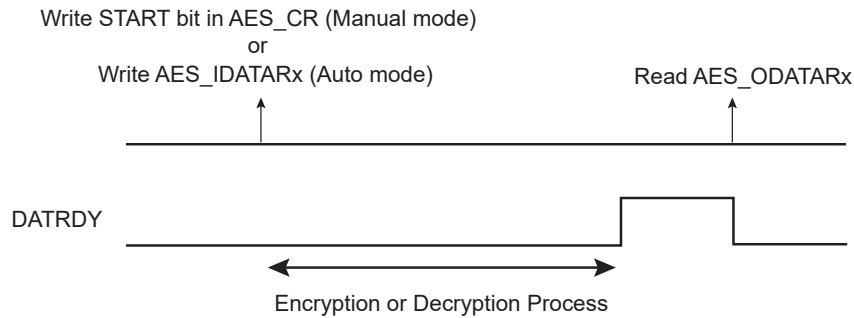 Write START bit in AES_CR (Manual mode)
or
Write AES_IDATARx (Auto mode)
Read AES_ODATARx
DATRDY
Encryption or Decryption Process